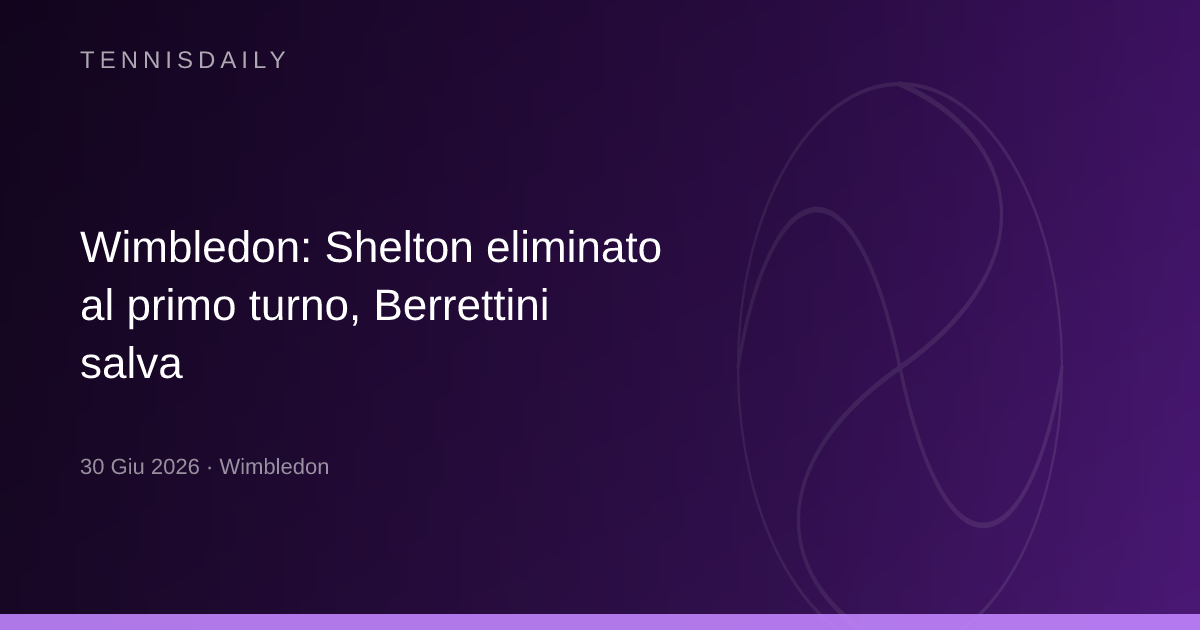 TENNISDAILY
Wimbledon: Shelton eliminato
al primo turno, Berrettini
salva
30 Giu 2026 · Wimbledon